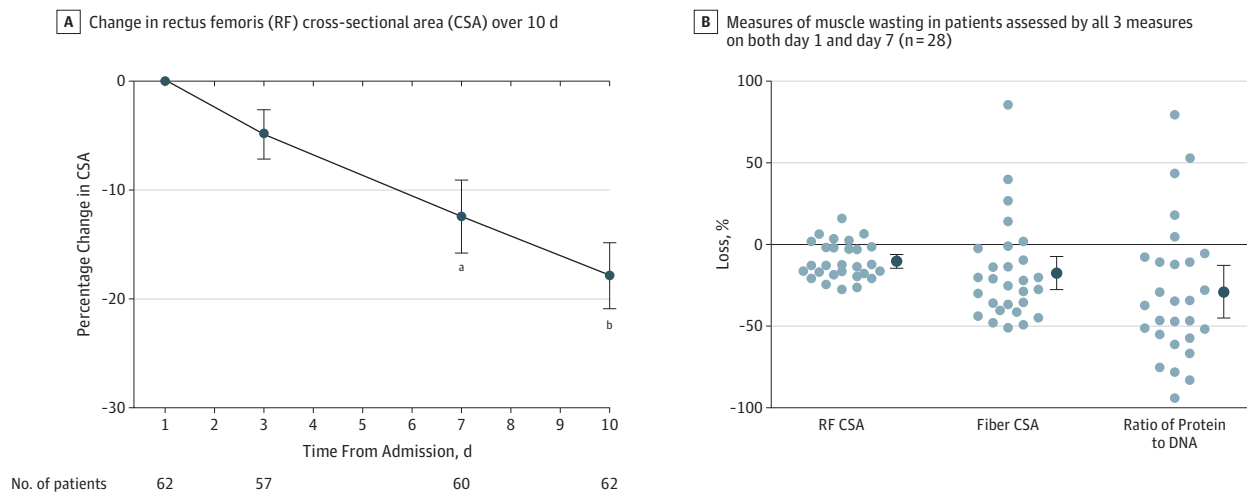 A Change in rectus femoris (RF) cross-sectional area (CSA) over 10 d
0
-10
-20
-30
Percentage Change in CSA
a
b
1 2 3 4 5 6 7 8 9 10
Time From Admission, d
No. of patients 62 57 60 62
B Measures of muscle wasting in patients assessed by all 3 measures
on both day 1 and day 7 (n=28)
100
50
0
-50
-100
Loss, %
RF CSA Fiber CSA Ratio of Protein
to DNA